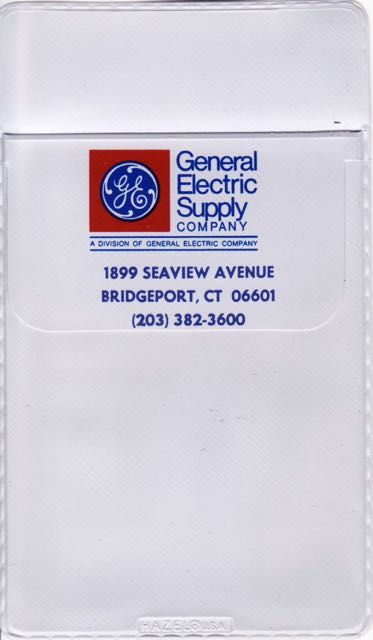 GE
General
Electric
Supply
COMPANY
A DIVISION OF GENERAL ELECTRIC COMPANY
1899 SEAVIEW AVENUE
BRIDGEPORT, CT 06601
(203) 382-3600
HAZEL® U.S.A.